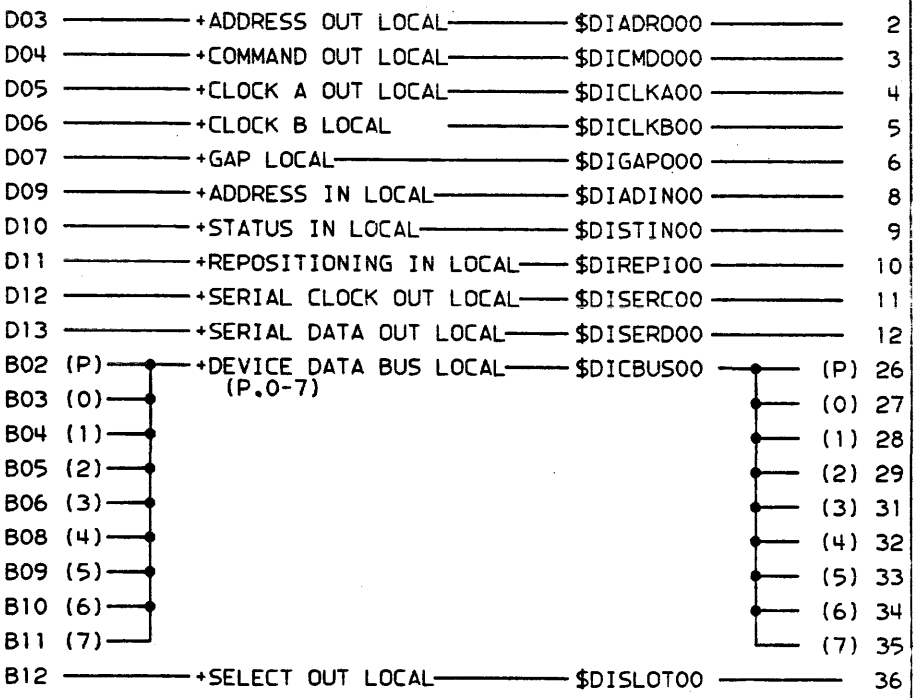 D03 +ADDRESS OUT LOCAL $DIADRO00 2
D04 +COMMAND OUT LOCAL $DICMDO00 3
D05 +CLOCK A OUT LOCAL $DICLKA00 4
D06 +CLOCK B LOCAL $DICLKB00 5
D07 +GAP LOCAL $DIGAPO00 6
D09 +ADDRESS IN LOCAL $DIADIN00 8
D10 +STATUS IN LOCAL $DISTIN00 9
D11 +REPOSITIONING IN LOCAL $DIREPI00 10
D12 +SERIAL CLOCK OUT LOCAL $DISERC00 11
D13 +SERIAL DATA OUT LOCAL $DISERD00 12
B02 (P) +DEVICE DATA BUS LOCAL $DICBUS00 (P) 26
(P.0-7)
B03 (0) (0) 27
B04 (1) (1) 28
B05 (2) (2) 29
B06 (3) (3) 31
B08 (4) (4) 32
B09 (5) (5) 33
B10 (6) (6) 34
B11 (7) (7) 35
B12 +SELECT OUT LOCAL $DISLOT00 36